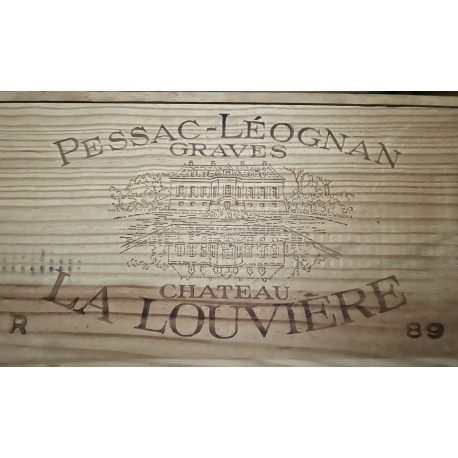 PESSAC-LÉOGNAN
GRAVES
CHATEAU
LA LOUVIÈRE
R 89